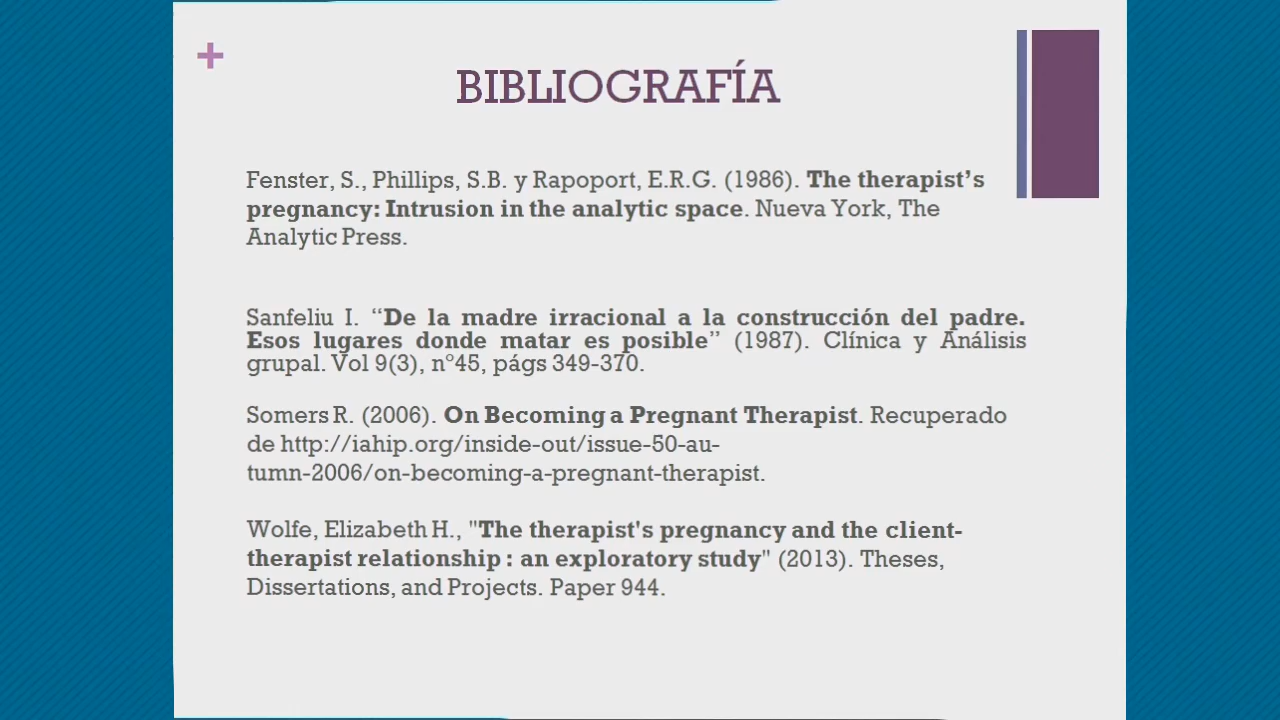 BIBLIOGRAFÍA
Fenster, S., Phillips, S.B. y Rapoport, E.R.G. (1986). The therapist's
pregnancy: Intrusion in the analytic space. Nueva York, The
Analytic Press.
Sanfeliu I. “De la madre irracional a la construcción del padre.
Esos lugares donde matar es posible” (1987). Clínica y Análisis
grupal. Vol 9(3), n°45, págs 349-370.
Somers R. (2006). On Becoming a Pregnant Therapist. Recuperado
de http://iahip.org/inside-out/issue-50-au-
tumn-2006/on-becoming-a-pregnant-therapist.
Wolfe, Elizabeth H., "The therapist's pregnancy and the client-
therapist relationship : an exploratory study" (2013). Theses,
Dissertations, and Projects. Paper 944.